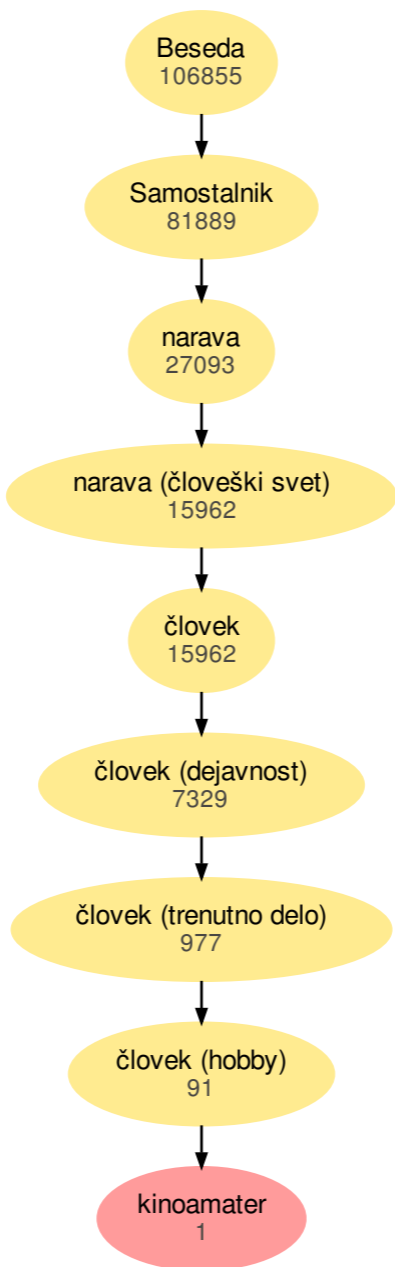 Beseda
106855
Samostalnik
81889
narava
27093
narava (človeški svet)
15962
človek
15962
človek (dejavnost)
7329
človek (trenutno delo)
977
človek (hobby)
91
kinoamater
1